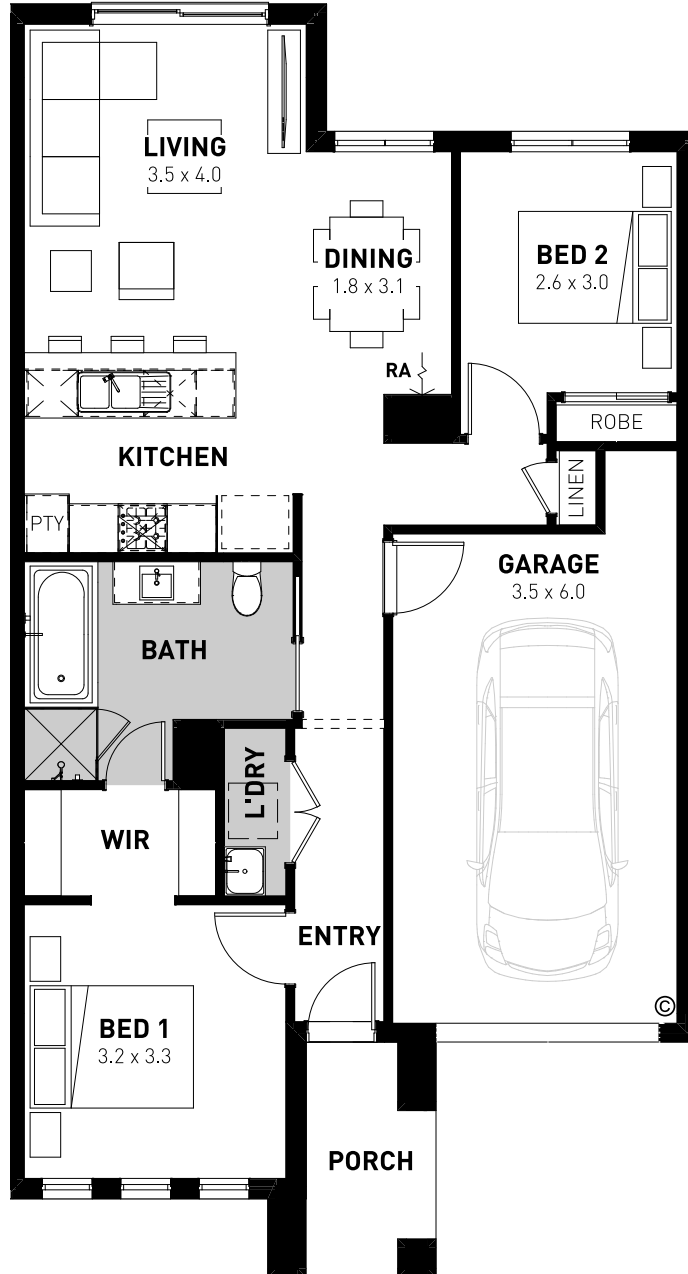 LIVING
3.5 x 4.0
DINING
1.8 x 3.1
BED 2
2.6 x 3.0
RA
ROBE
KITCHEN
LINEN
PTY
GARAGE
3.5 x 6.0
BATH
L'DRY
WIR
ENTRY
©
BED 1
3.2 x 3.3
PORCH